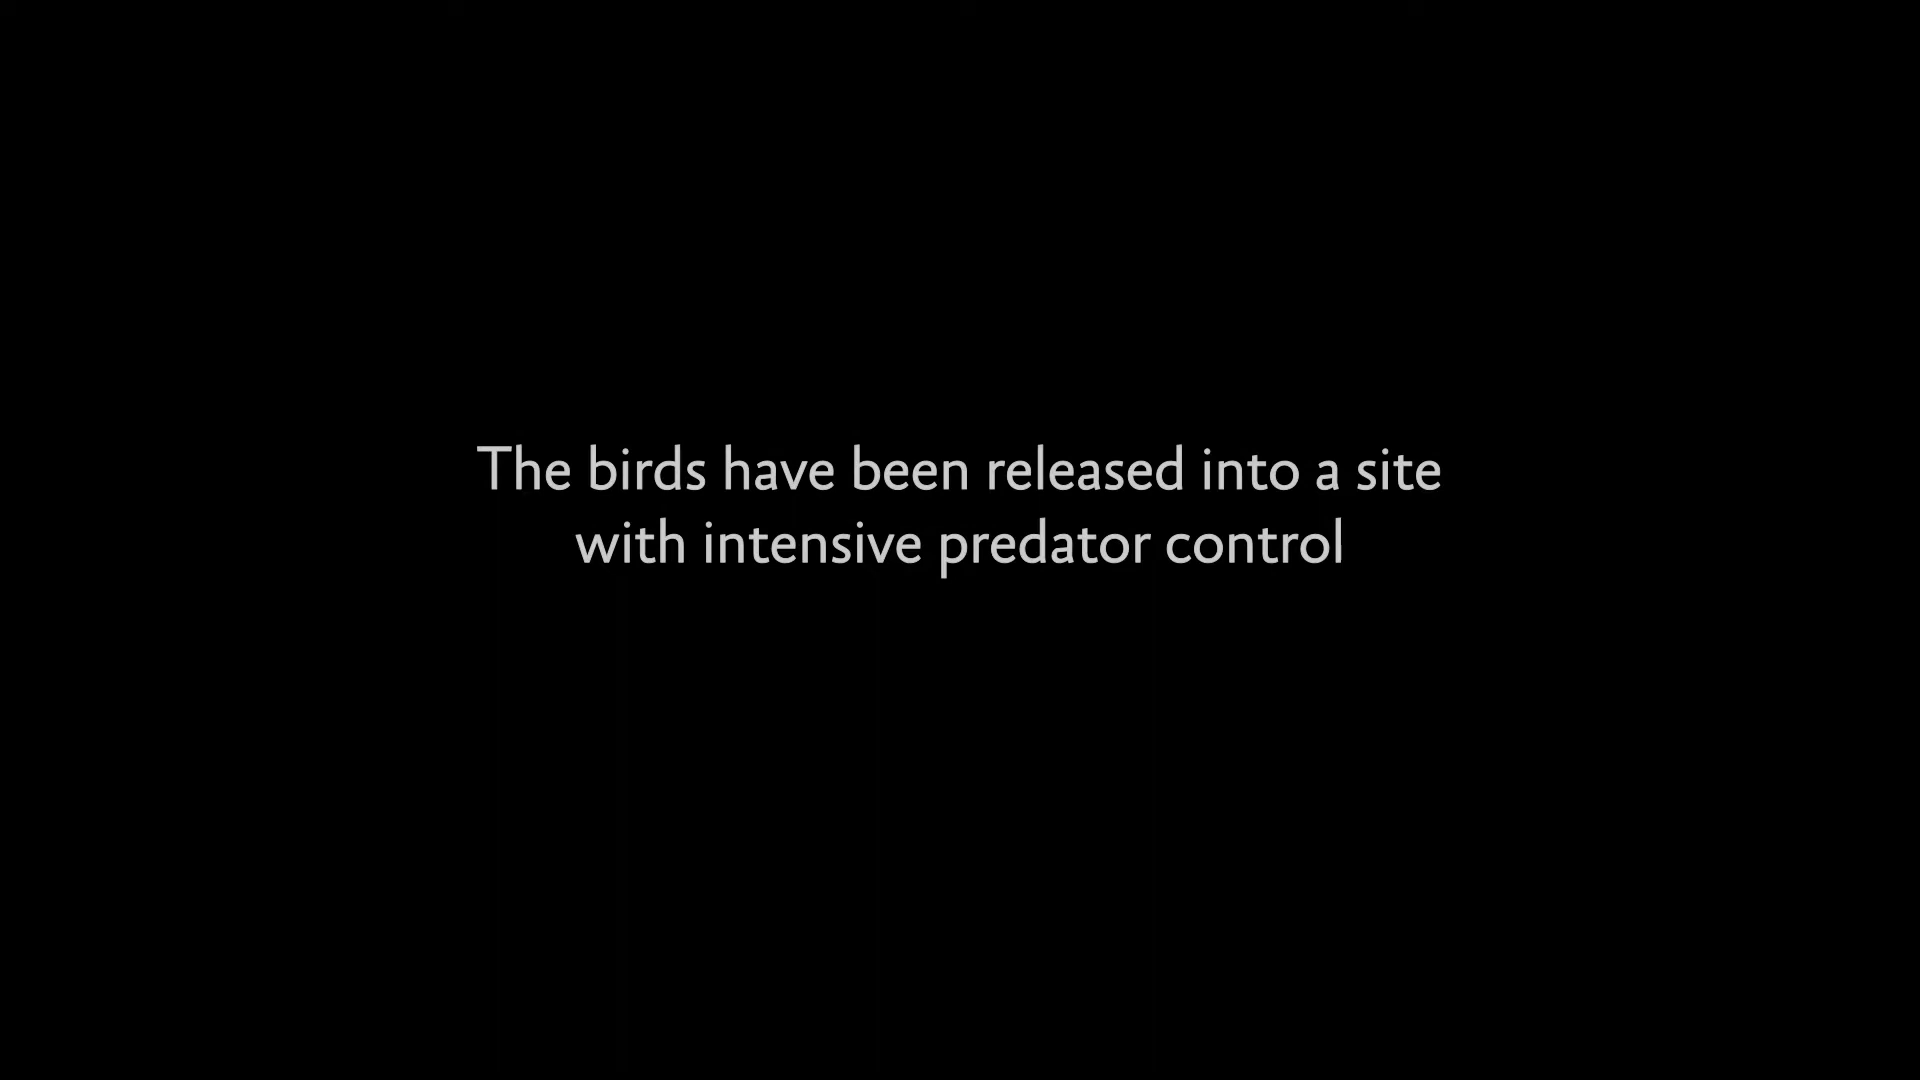 The birds have been released into a site
with intensive predator control